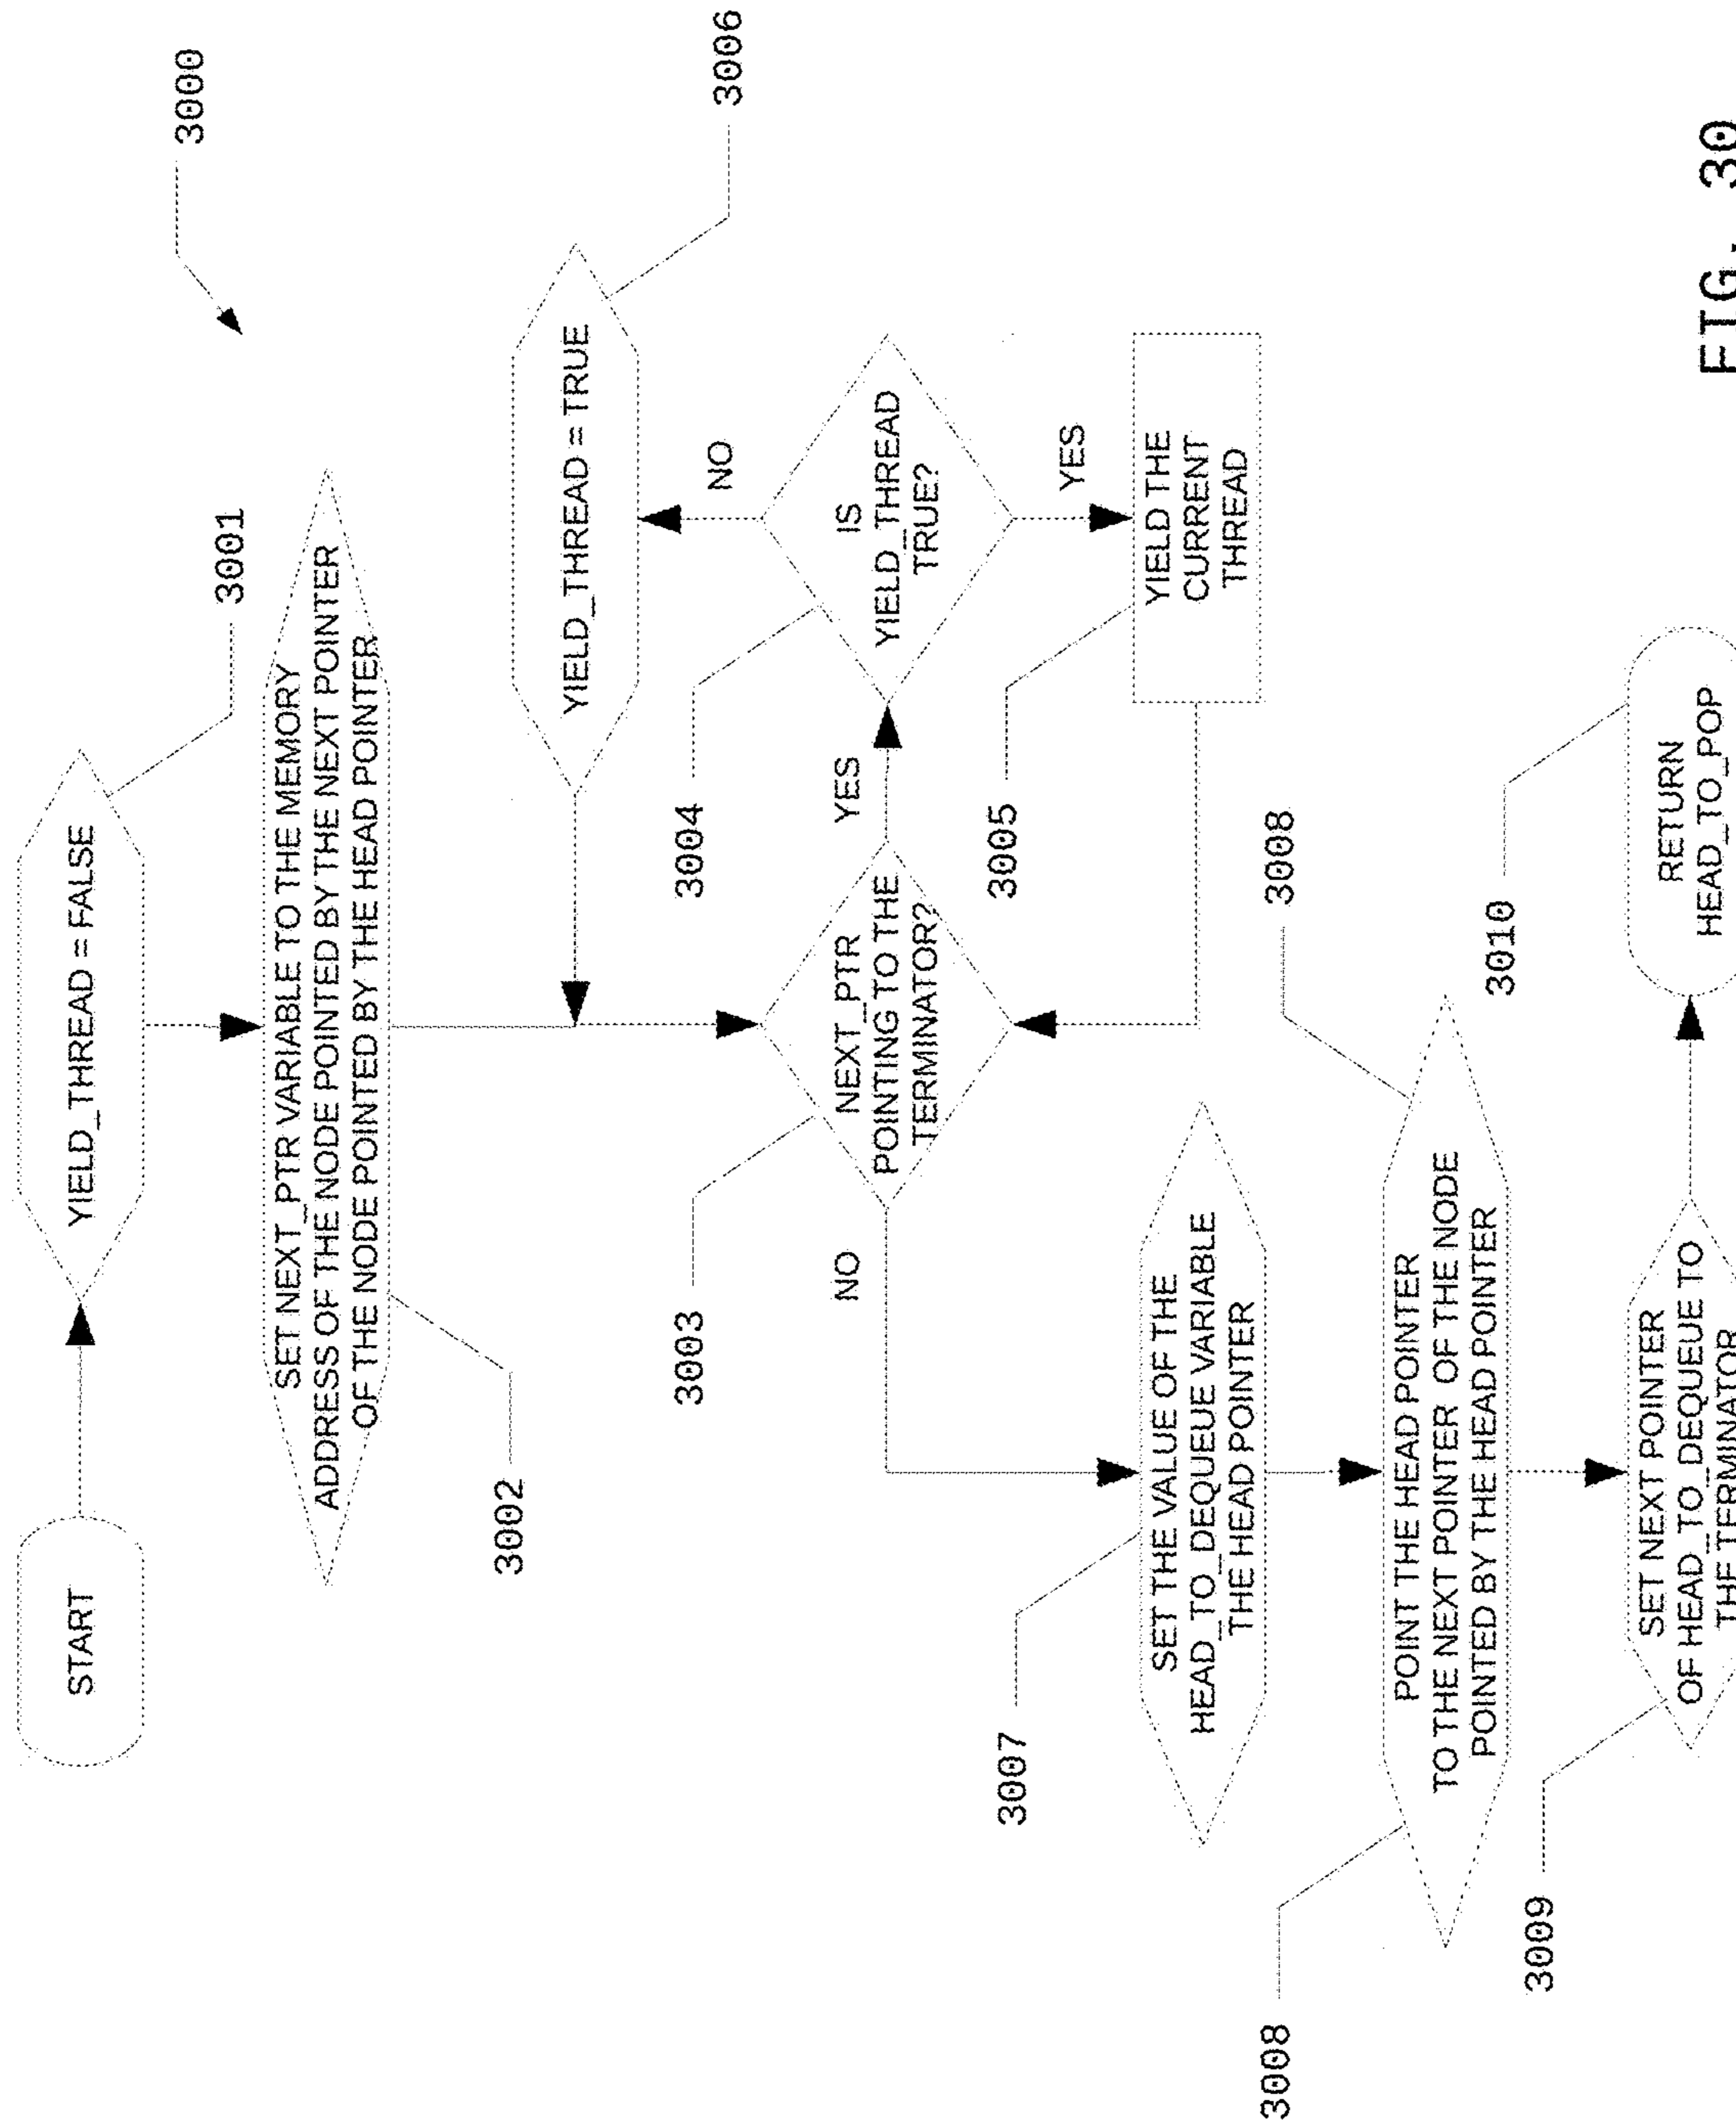 3000
START
YIELD_THREAD = FALSE
3001
SET NEXT_PTR VARIABLE TO THE MEMORY
ADDRESS OF THE NODE POINTED BY THE NEXT POINTER
OF THE NODE POINTED BY THE HEAD POINTER
3002
YIELD_THREAD = TRUE
3006
NO
3003
NEXT_PTR
POINTING TO THE
TERMINATOR?
YES
3004
IS
YIELD_THREAD
TRUE?
NO
YES
3005
YIELD THE
CURRENT
THREAD
3007
SET THE VALUE OF THE
HEAD_TO_DEQUEUE VARIABLE
THE HEAD POINTER
3008
3008
POINT THE HEAD POINTER
TO THE NEXT POINTER OF THE NODE
POINTED BY THE HEAD POINTER
3009
SET NEXT POINTER
OF HEAD_TO_DEQUEUE TO
THE TERMINATOR
3010
RETURN
HEAD_TO_POP
FIG. 30